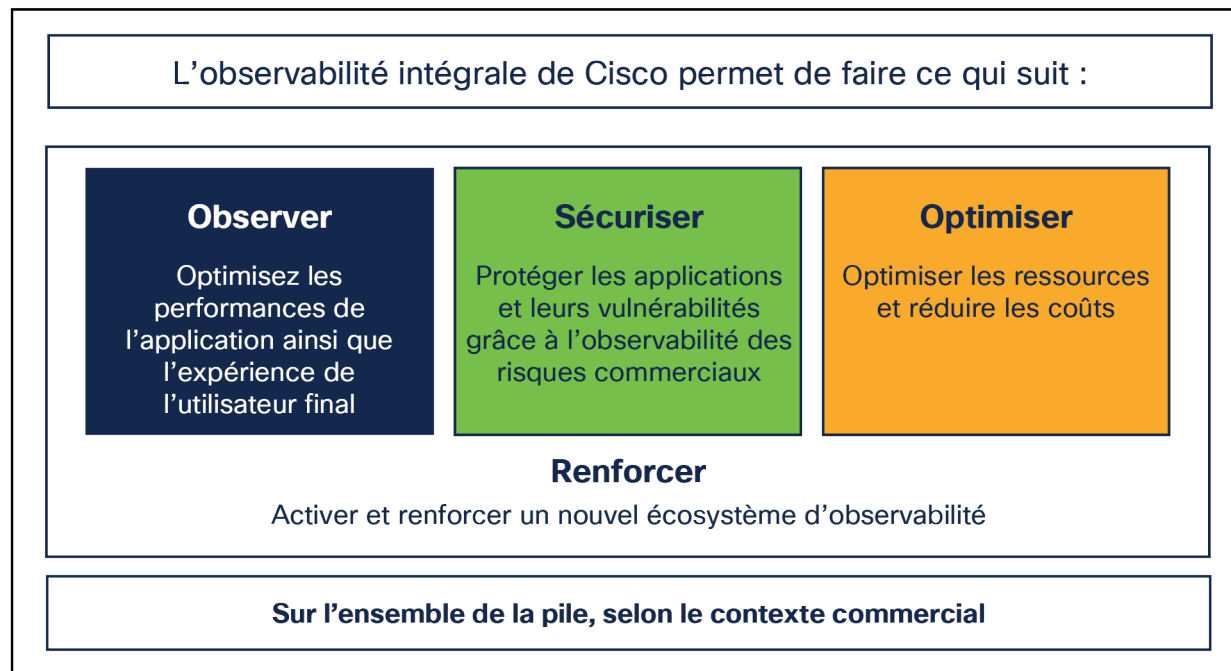 L'observabilité intégrale de Cisco permet de faire ce qui suit :
Observer
Optimisez les
performances de
l'application ainsi que
l'expérience de
l'utilisateur final
Sécuriser
Protéger les applications
et leurs vulnérabilités
grâce à l'observabilité des
risques commerciaux
Optimiser
Optimiser les ressources
et réduire les coûts
Renforcer
Activer et renforcer un nouvel écosystème d'observabilité
Sur l'ensemble de la pile, selon le contexte commercial